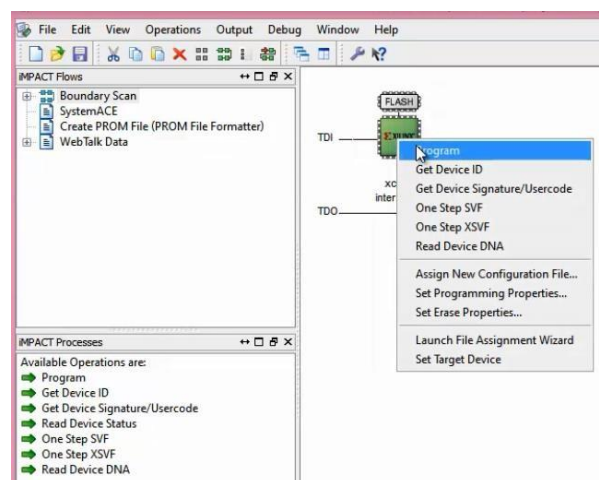 File Edit View Operations Output Debug Window Help
iMPACT Flows
Boundary Scan
SystemACE
Create PROM File (PROM File Formatter)
WebTalk Data
iMPACT Processes
Available Operations are:
Program
Get Device ID
Get Device Signature/Usercode
Read Device Status
One Step SVF
One Step XSVF
Read Device DNA
FLASH
TDI
xc
inter
TDO
Program
Get Device ID
Get Device Signature/Usercode
One Step SVF
One Step XSVF
Read Device DNA
Assign New Configuration File...
Set Programming Properties...
Set Erase Properties...
Launch File Assignment Wizard
Set Target Device